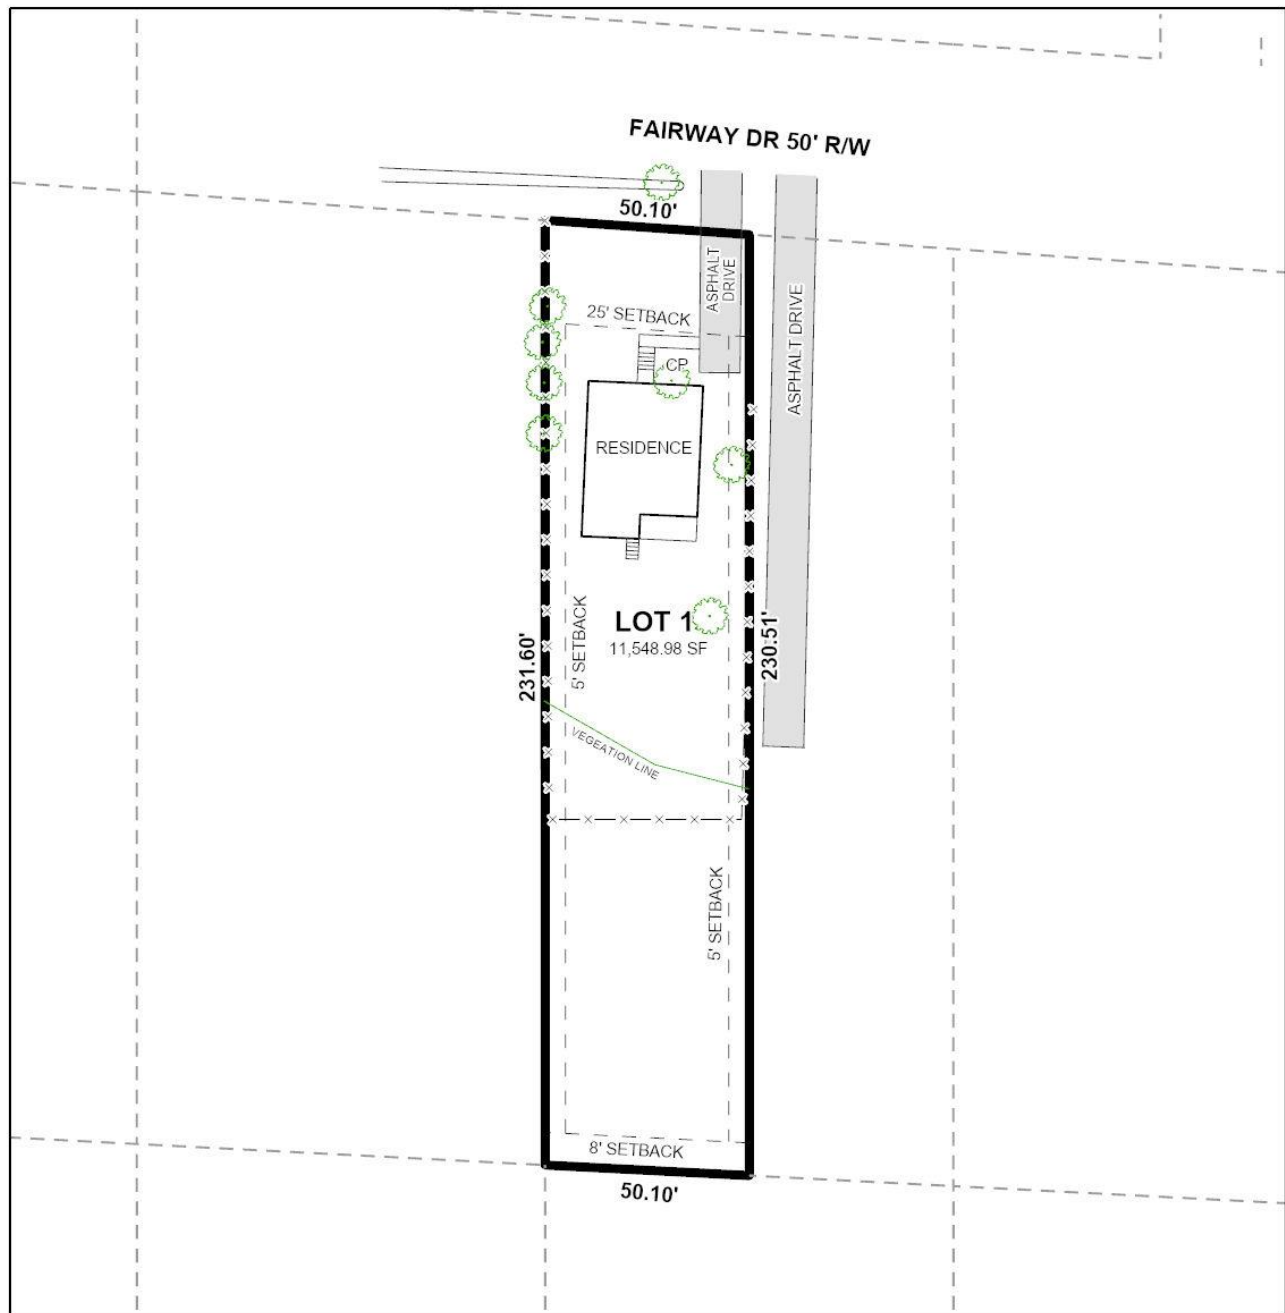 FAIRWAY DR 50' R/W
50.10'
ASPHALT
DRIVE
ASPHALT DRIVE
25' SETBACK
CP
RESIDENCE
LOT 1
11,548.98 SF
5' SETBACK
231.60'
230.51'
VEGEATION LINE
5' SETBACK
8' SETBACK
50.10'